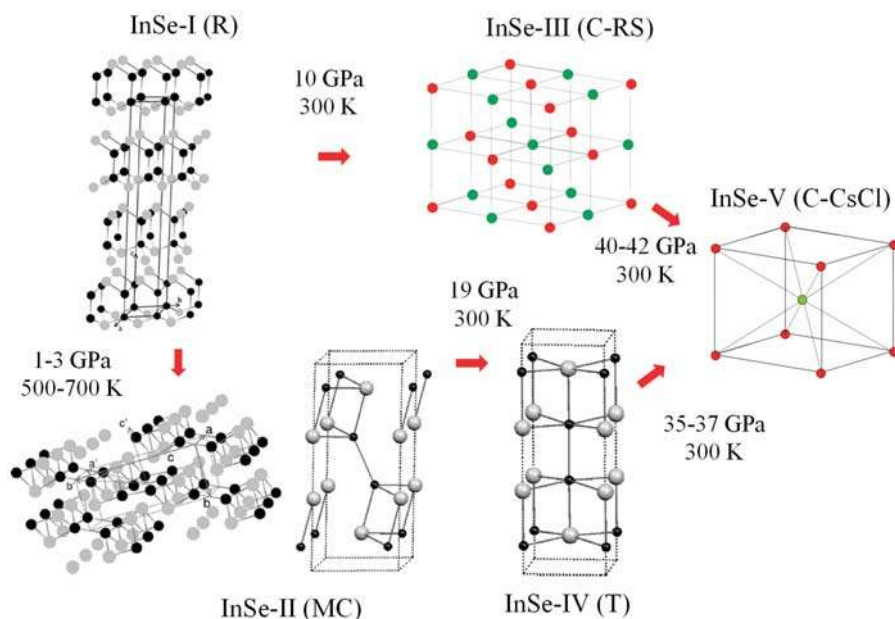 InSe-I (R)
InSe-III (C-RS)
10 GPa
300 K
InSe-V (C-CsCl)
40-42 GPa
300 K
19 GPa
300 K
1-3 GPa
500-700 K
35-37 GPa
300 K
c'
a
a'
c
b'
b
InSe-II (MC)
InSe-IV (T)